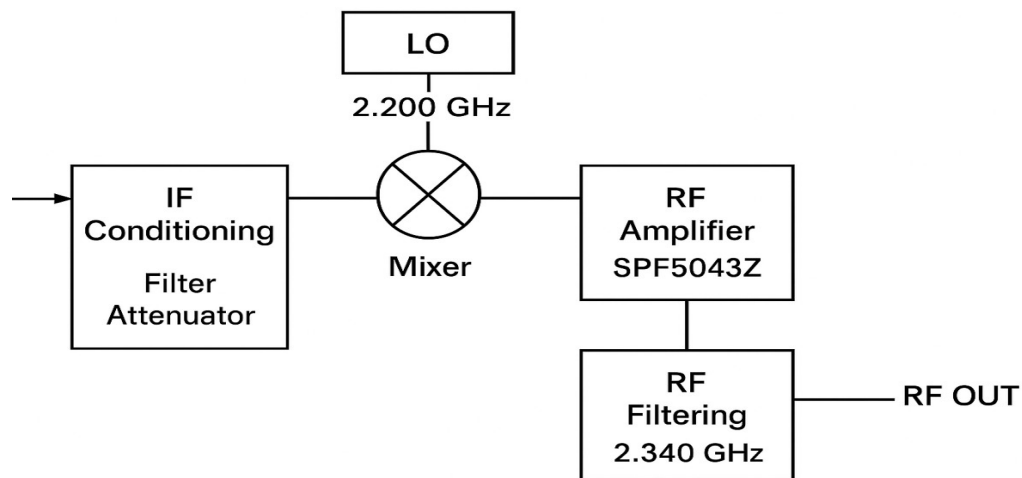 LO
2.200 GHz
IF
Conditioning
Filter
Attenuator
Mixer
RF
Amplifier
SPF5043Z
RF
Filtering
2.340 GHz
RF OUT